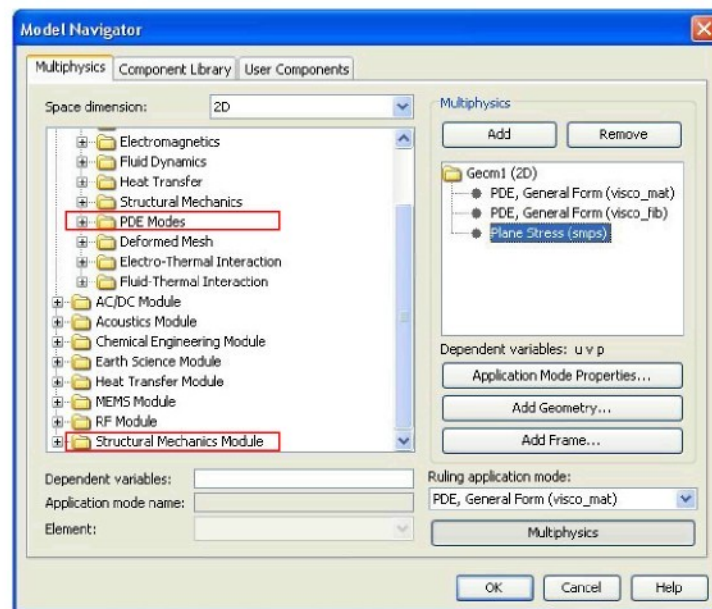 Model Navigator
Multiphysics
Component Library
User Components
Space dimension:
2D
Electromagnetics
Fluid Dynamics
Heat Transfer
Structural Mechanics
PDE Modes
Deformed Mesh
Electro-Thermal Interaction
Fluid-Thermal Interaction
AC/DC Module
Acoustics Module
Chemical Engineering Module
Earth Science Module
Heat Transfer Module
MEMS Module
RF Module
Structural Mechanics Module
Dependent variables:
Application mode name:
Element:
Multiphysics
Add
Remove
Geom1 (2D)
PDE, General Form (visco_mat)
PDE, General Form (visco_fib)
Plane Stress (smps)
Dependent variables: u v p
Application Mode Properties...
Add Geometry...
Add Frame...
Ruling application mode:
PDE, General Form (visco_mat)
Multiphysics
OK
Cancel
Help